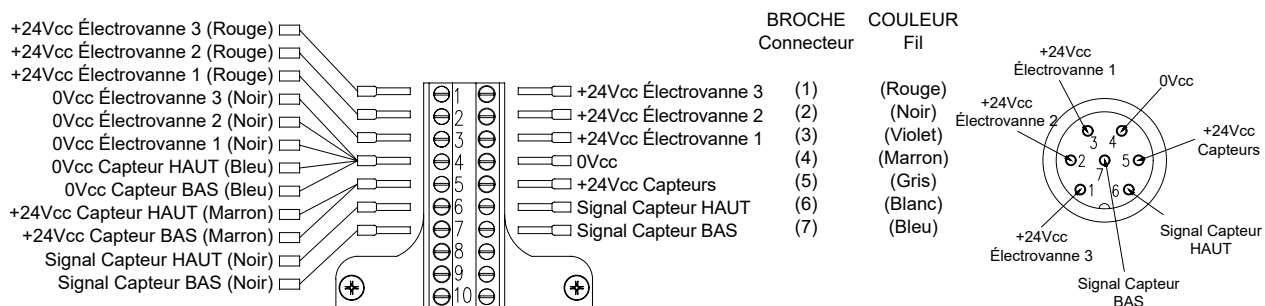 +24Vcc Électrovanne 3 (Rouge)
+24Vcc Électrovanne 2 (Rouge)
+24Vcc Électrovanne 1 (Rouge)
0Vcc Électrovanne 3 (Noir)
0Vcc Électrovanne 2 (Noir)
0Vcc Électrovanne 1 (Noir)
0Vcc Capteur HAUT (Bleu)
0Vcc Capteur BAS (Bleu)
+24Vcc Capteur HAUT (Marron)
+24Vcc Capteur BAS (Marron)
Signal Capteur HAUT (Noir)
Signal Capteur BAS (Noir)
1
2
3
4
5
6
7
8
9
10
BROCHE COULEUR
Connecteur Fil
+24Vcc Électrovanne 3 (1) (Rouge)
+24Vcc Électrovanne 2 (2) (Noir)
+24Vcc Électrovanne 1 (3) (Violet)
0Vcc (4) (Marron)
+24Vcc Capteurs (5) (Gris)
Signal Capteur HAUT (6) (Blanc)
Signal Capteur BAS (7) (Bleu)
+24Vcc
Électrovanne 1
0Vcc
+24Vcc
Électrovanne 2
+24Vcc
Capteurs
3 4
2 5
7
1 6
+24Vcc
Électrovanne 3
Signal Capteur
HAUT
Signal Capteur
BAS